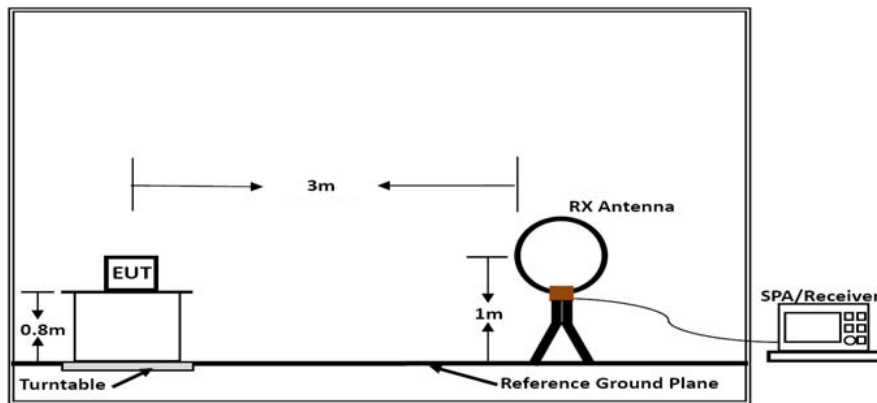 3m
RX Antenna
EUT
SPA/Receiver
0.8m
1m
Turntable
Reference Ground Plane